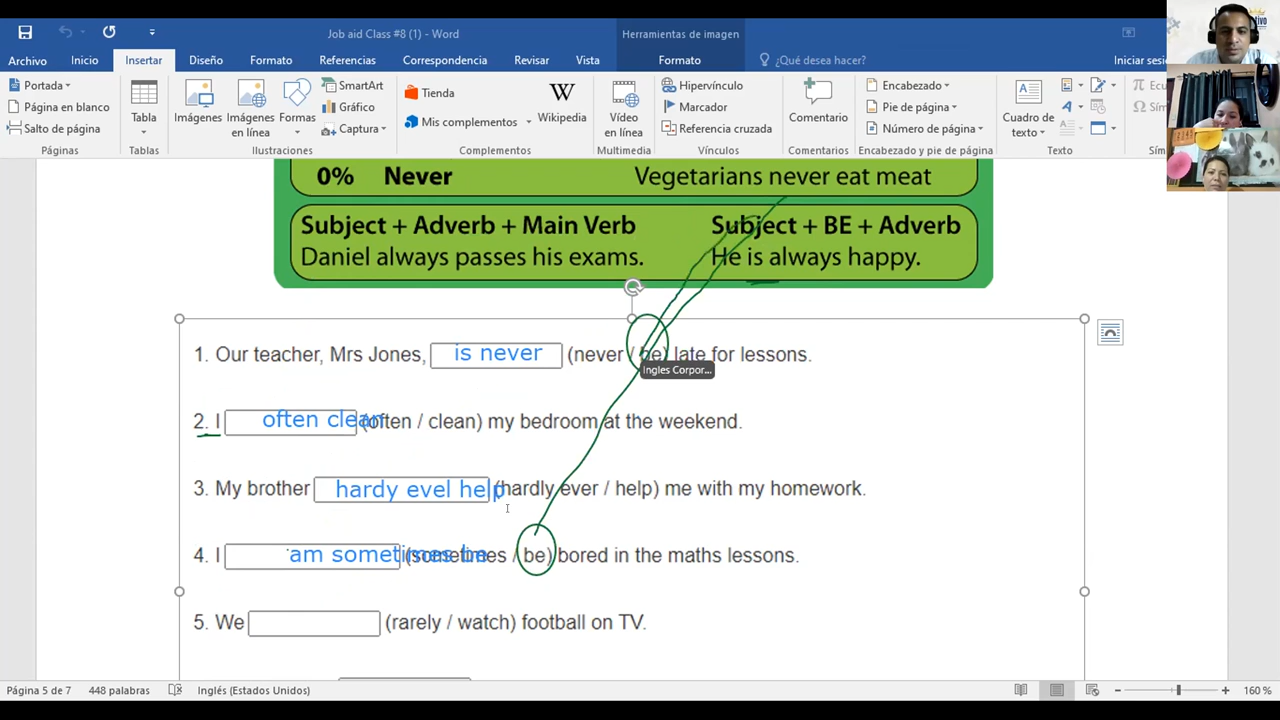 Job aid Class #8 (1) - Word
Herramientas de imagen
Archivo Inicio Insertar Diseño Formato Referencias Correspondencia Revisar Vista Formato ¿Qué desea hacer? Iniciar sesi
Portada
Página en blanco
Salto de página
Páginas
Tabla
Tablas
Imágenes
Imágenes en línea
Formas
SmartArt
Gráfico
Captura
Ilustraciones
Tienda
Mis complementos
Wikipedia
Complementos
Vídeo en línea
Multimedia
Hipervínculo
Marcador
Referencia cruzada
Vínculos
Comentario
Comentarios
Encabezado
Pie de página
Número de página
Encabezado y pie de página
Cuadro de texto
Texto
Ecu
Sím
Sím
0% Never Vegetarians never eat meat
Subject + Adverb + Main Verb Subject + BE + Adverb
Daniel always passes his exams. He is always happy.
1. Our teacher, Mrs Jones, is never (never / be) late for lessons.
Ingles Corpor...
2. I often clean (often / clean) my bedroom at the weekend.
3. My brother hardy evel help (hardly ever / help) me with my homework.
4. I am sometimes be (sometimes / be) bored in the maths lessons.
5. We (rarely / watch) football on TV.
Página 5 de 7 448 palabras Inglés (Estados Unidos) 160 %